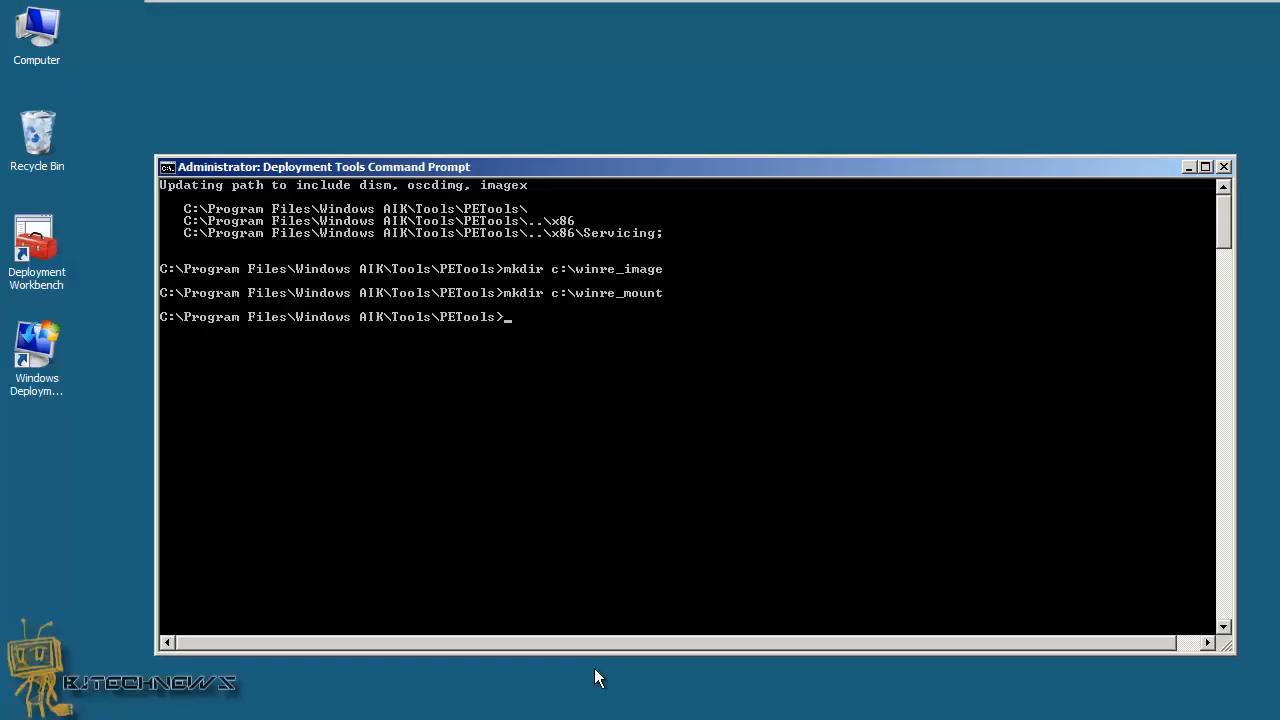 Computer
Recycle Bin
Deployment
Workbench
Windows
Deploym...
Administrator: Deployment Tools Command Prompt
Updating path to include dism, oscdimg, imagex
C:\Program Files\Windows AIK\Tools\PETools\
C:\Program Files\Windows AIK\Tools\PETools\..\x86
C:\Program Files\Windows AIK\Tools\PETools\..\x86\Servicing;
C:\Program Files\Windows AIK\Tools\PETools>mkdir c:\winre_image
C:\Program Files\Windows AIK\Tools\PETools>mkdir c:\winre_mount
C:\Program Files\Windows AIK\Tools\PETools>_
BJTECHNEWS